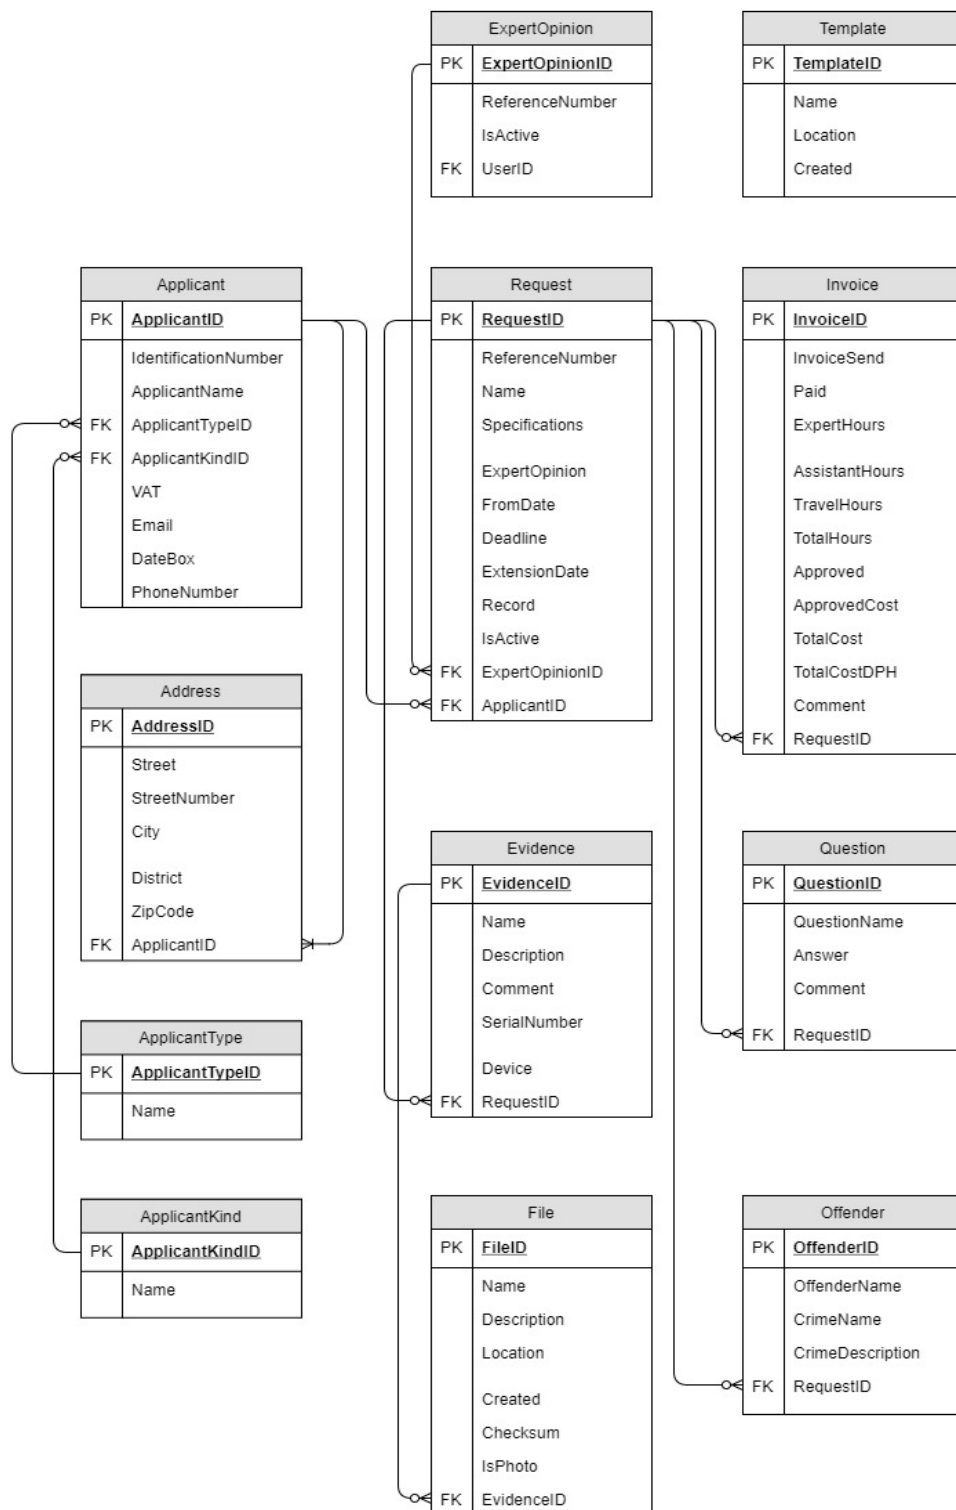 ExpertOpinion
PK ExpertOpinionID
ReferenceNumber
IsActive
FK UserID
Template
PK TemplateID
Name
Location
Created
Applicant
PK ApplicantID
IdentificationNumber
ApplicantName
FK ApplicantTypeID
FK ApplicantKindID
VAT
Email
DateBox
PhoneNumber
Request
PK RequestID
ReferenceNumber
Name
Specifications
ExpertOpinion
FromDate
Deadline
ExtensionDate
Record
IsActive
FK ExpertOpinionID
FK ApplicantID
Invoice
PK InvoiceID
InvoiceSend
Paid
ExpertHours
AssistantHours
TravelHours
TotalHours
Approved
ApprovedCost
TotalCost
TotalCostDPH
Comment
FK RequestID
Address
PK AddressID
Street
StreetNumber
City
District
ZipCode
FK ApplicantID
Evidence
PK EvidenceID
Name
Description
Comment
SerialNumber
Device
FK RequestID
Question
PK QuestionID
QuestionName
Answer
Comment
FK RequestID
ApplicantType
PK ApplicantTypeID
Name
ApplicantKind
PK ApplicantKindID
Name
File
PK FileID
Name
Description
Location
Created
Checksum
IsPhoto
FK EvidenceID
Offender
PK OffenderID
OffenderName
CrimeName
CrimeDescription
FK RequestID